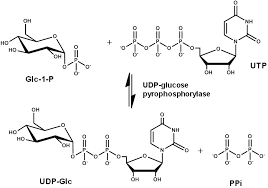 Glc-1-P
+
UTP
UDP-glucose
pyrophosphorylase
UDP-Glc
+
PPi